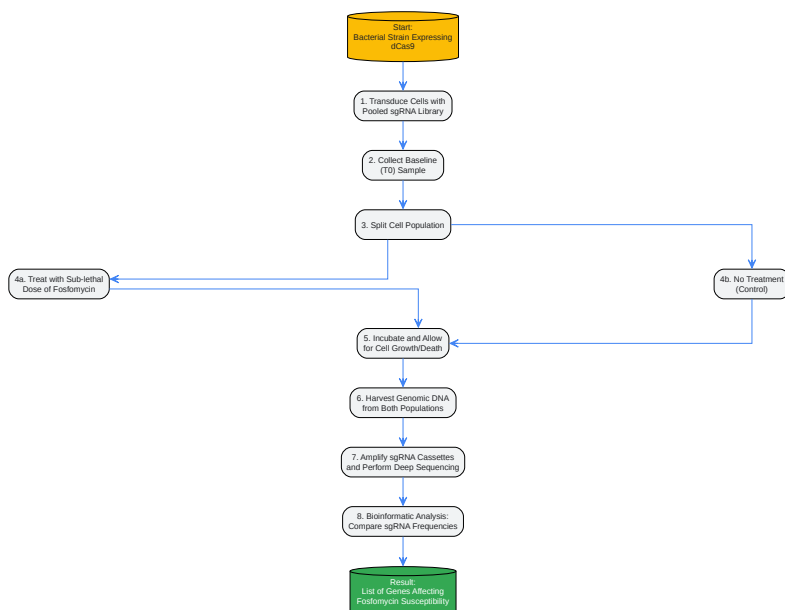 Start:
Bacterial Strain Expressing
dCas9
1. Transduce Cells with
Pooled sgRNA Library
2. Collect Baseline
(T0) Sample
3. Split Cell Population
4a. Treat with Sub-lethal
Dose of Fosfomycin
4b. No Treatment
(Control)
5. Incubate and Allow
for Cell Growth/Death
6. Harvest Genomic DNA
from Both Populations
7. Amplify sgRNA Cassettes
and Perform Deep Sequencing
8. Bioinformatic Analysis:
Compare sgRNA Frequencies
Result:
List of Genes Affecting
Fosfomycin Susceptibility